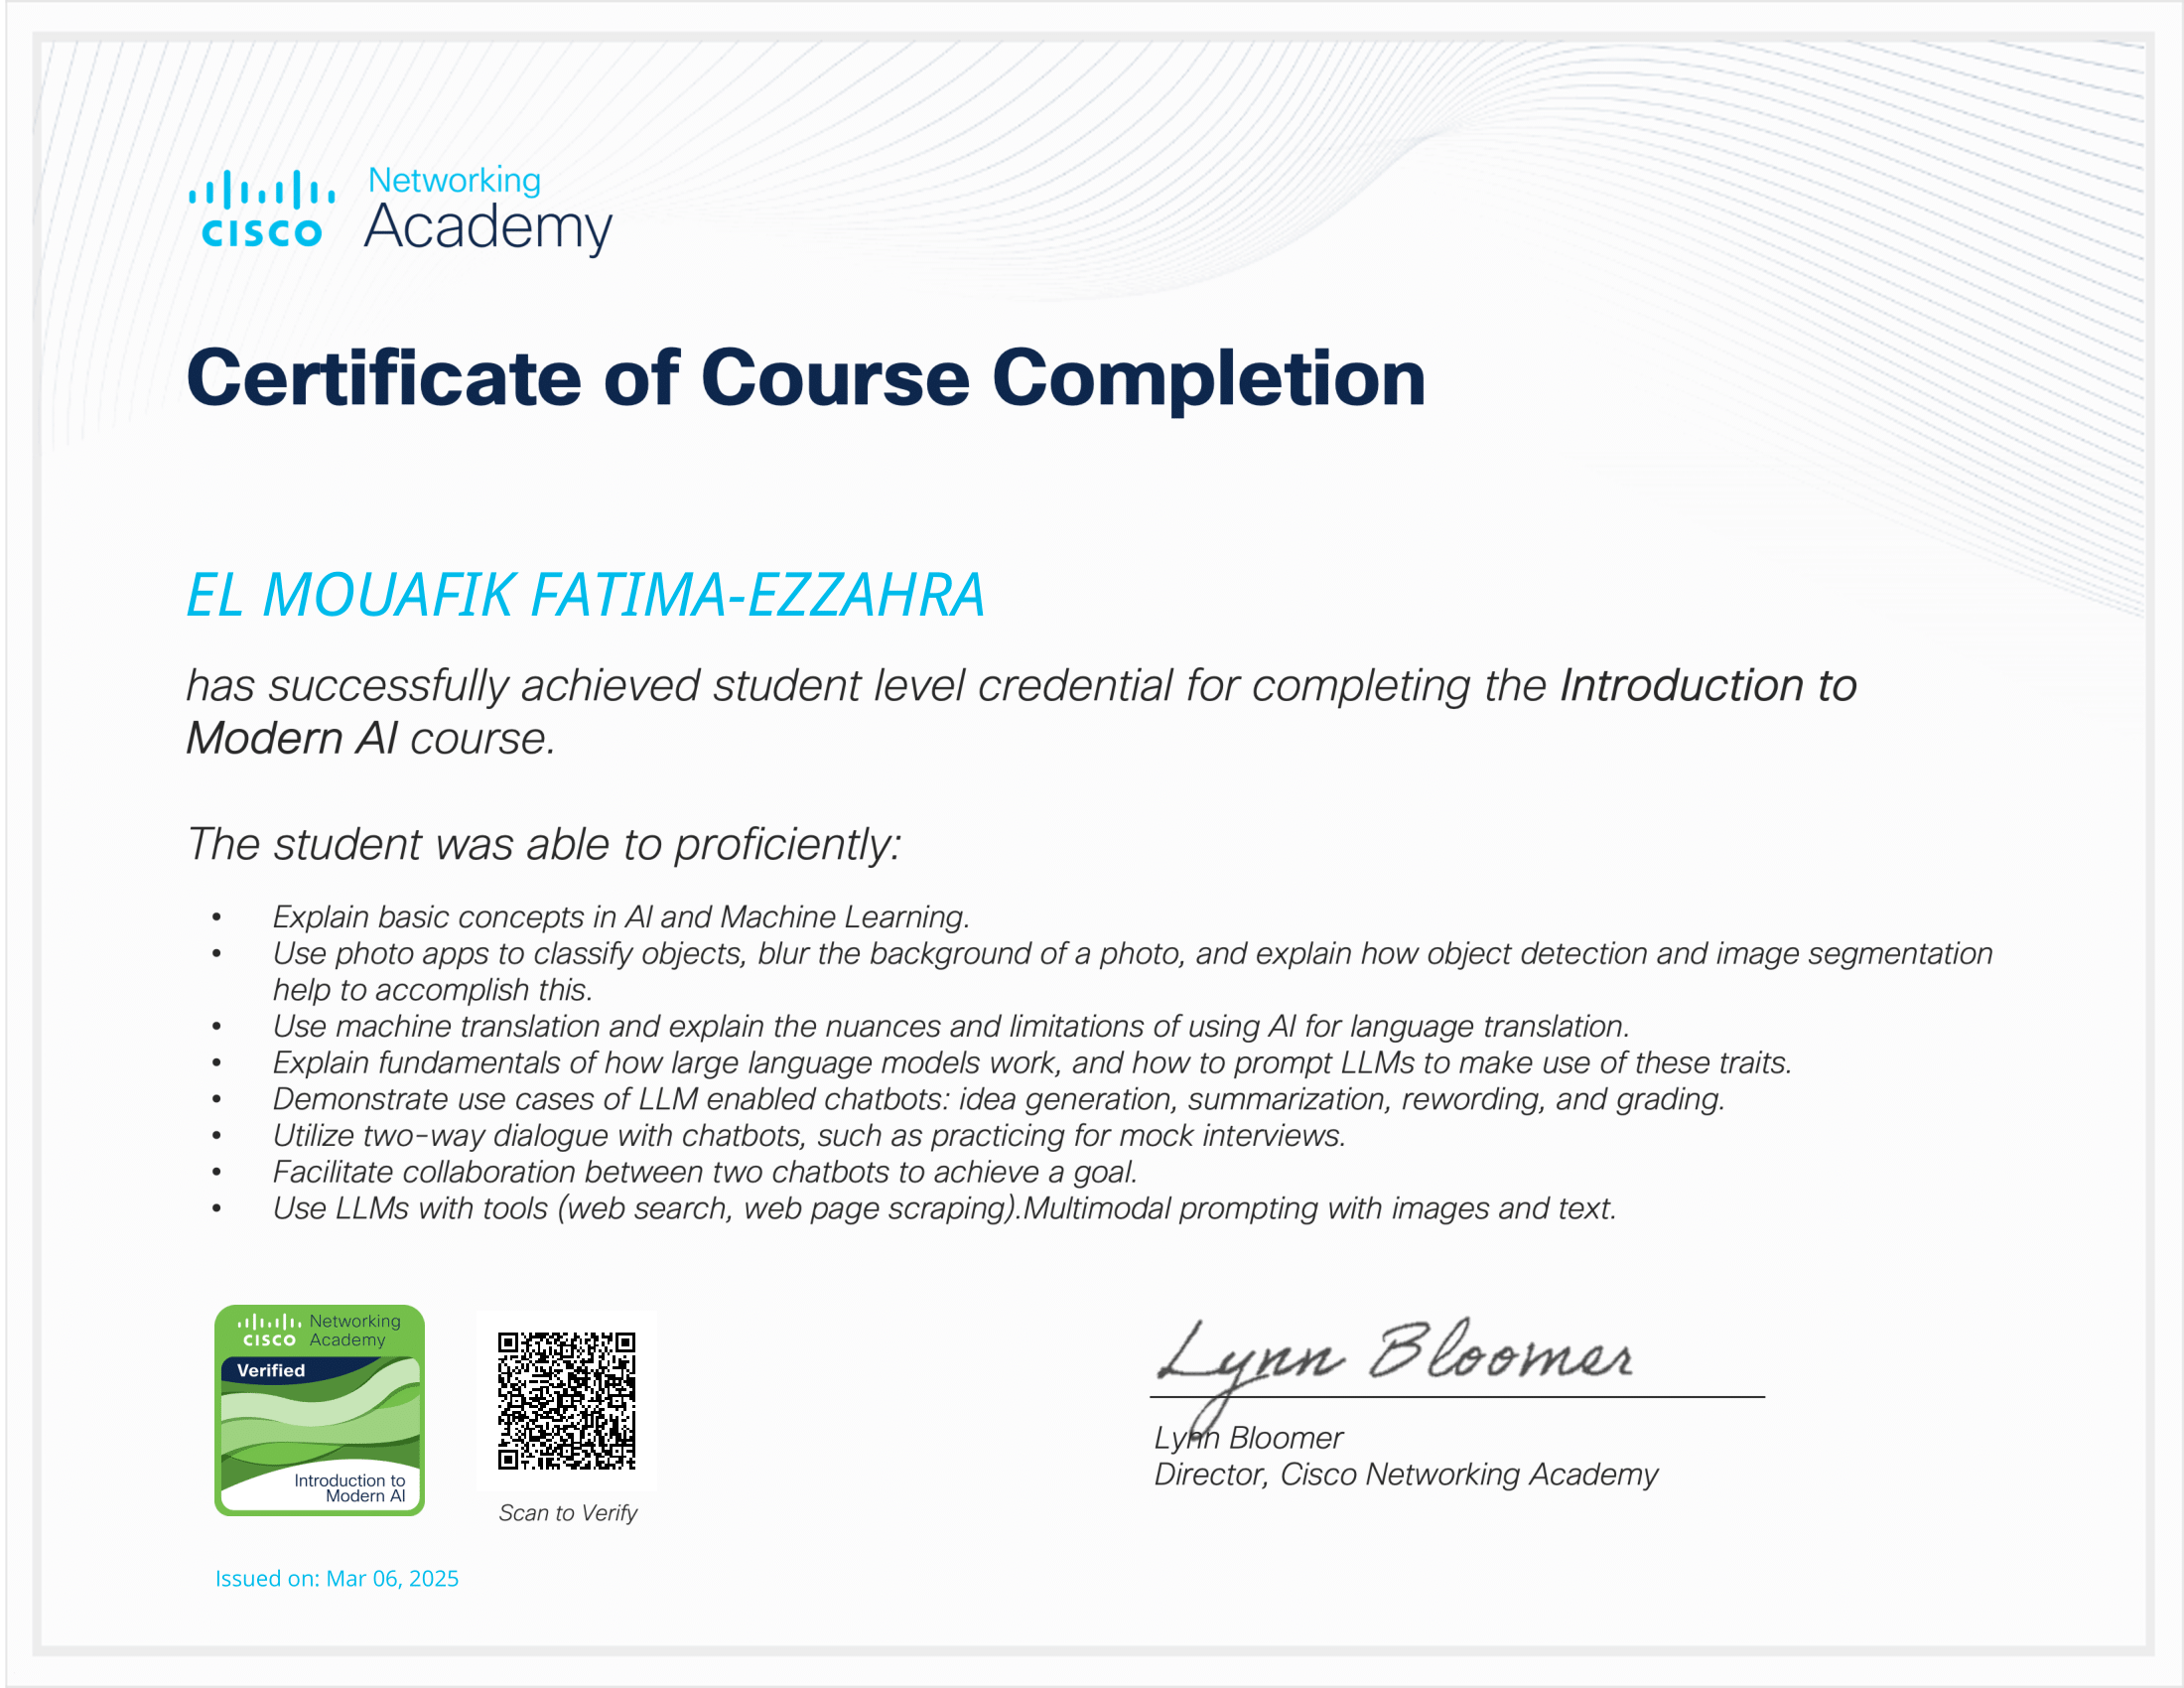 Networking
CISCO Academy
Certificate of Course Completion
EL MOUAFIK FATIMA-EZZAHRA
has successfully achieved student level credential for completing the Introduction to
Modern AI course.
The student was able to proficiently:
• Explain basic concepts in AI and Machine Learning.
• Use photo apps to classify objects, blur the background of a photo, and explain how object detection and image segmentation
help to accomplish this.
• Use machine translation and explain the nuances and limitations of using AI for language translation.
• Explain fundamentals of how large language models work, and how to prompt LLMs to make use of these traits.
• Demonstrate use cases of LLM enabled chatbots: idea generation, summarization, rewording, and grading.
• Utilize two-way dialogue with chatbots, such as practicing for mock interviews.
• Facilitate collaboration between two chatbots to achieve a goal.
• Use LLMs with tools (web search, web page scraping).Multimodal prompting with images and text.
Networking
CISCO Academy
Verified
Introduction to
Modern AI
Scan to Verify
Lynn Bloomer
Lynn Bloomer
Director, Cisco Networking Academy
Issued on: Mar 06, 2025